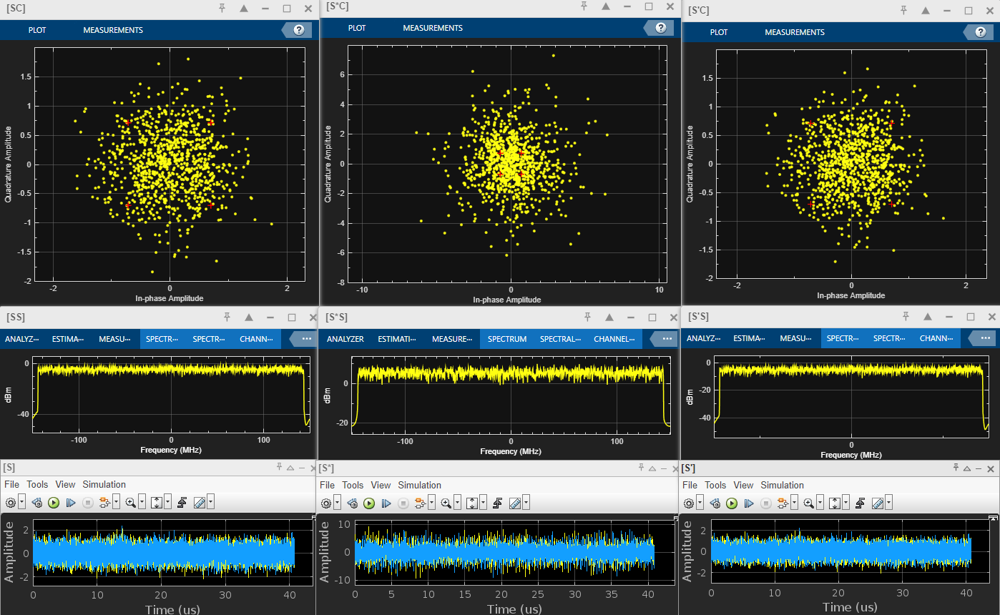 [SC]
PLOT MEASUREMENTS ?
Quadrature Amplitude
1.5
1
0.5
0
-0.5
-1
-1.5
-2
-2 0 2
In-phase Amplitude
[S*C]
PLOT MEASUREMENTS ?
Quadrature Amplitude
6
4
2
0
-2
-4
-6
-8
-10 0 10
In-phase Amplitude
[S'C]
PLOT MEASUREMENTS ?
Quadrature Amplitude
1.5
1
0.5
0
-0.5
-1
-1.5
-2
-2 0 2
In-phase Amplitude
[SS]
ANALYZ··· ESTIMA··· MEASU··· SPECTR··· SPECTR··· CHANN··· ···
dBm
0
-40
-100 0 100
Frequency (MHz)
[S*S]
ANALYZER ESTIMATI··· MEASURE··· SPECTRUM SPECTRAL··· CHANNEL··· ···
dBm
0
-20
-100 0 100
Frequency (MHz)
[S'S]
ANALYZ··· ESTIMA··· MEASU··· SPECTR··· SPECTR··· CHANN··· ···
dBm
0
-20
-40
0
Frequency (MHz)
[S]
File Tools View Simulation
Amplitude
2
0
-2
0 10 20 30 40
Time (us)
[S*]
File Tools View Simulation
Amplitude
10
0
-10
0 5 10 15 20 25 30 35 40
Time (us)
[S']
File Tools View Simulation
Amplitude
2
0
-2
0 10 20 30 40
Time (us)